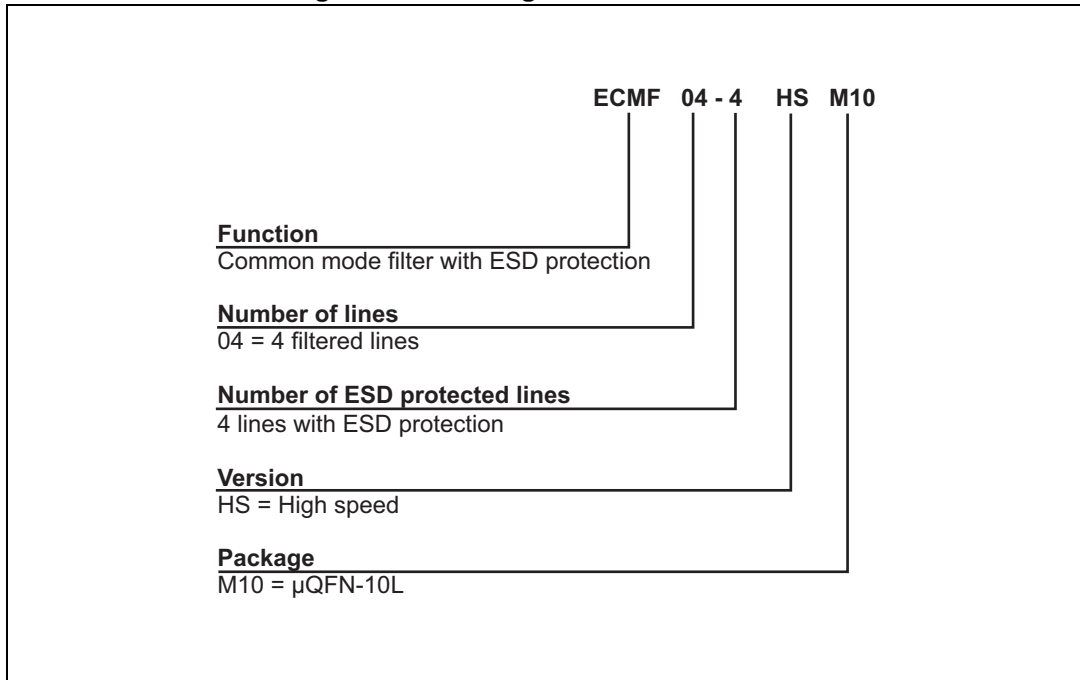 ECMF 04 - 4 HS M10
Function
Common mode filter with ESD protection
Number of lines
04 = 4 filtered lines
Number of ESD protected lines
4 lines with ESD protection
Version
HS = High speed
Package
M10 = µQFN-10L